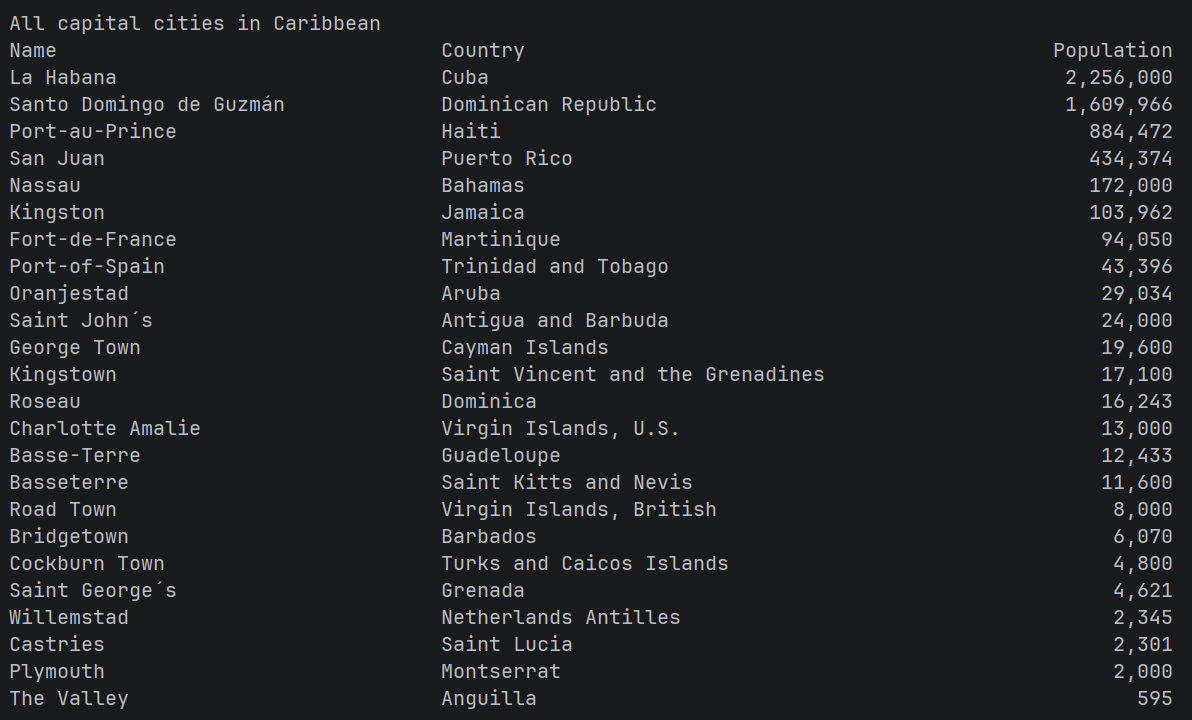 All capital cities in Caribbean
Name Country Population
La Habana Cuba 2,256,000
Santo Domingo de Guzmán Dominican Republic 1,609,966
Port-au-Prince Haiti 884,472
San Juan Puerto Rico 434,374
Nassau Bahamas 172,000
Kingston Jamaica 103,962
Fort-de-France Martinique 94,050
Port-of-Spain Trinidad and Tobago 43,396
Oranjestad Aruba 29,034
Saint John´s Antigua and Barbuda 24,000
George Town Cayman Islands 19,600
Kingstown Saint Vincent and the Grenadines 17,100
Roseau Dominica 16,243
Charlotte Amalie Virgin Islands, U.S. 13,000
Basse-Terre Guadeloupe 12,433
Basseterre Saint Kitts and Nevis 11,600
Road Town Virgin Islands, British 8,000
Bridgetown Barbados 6,070
Cockburn Town Turks and Caicos Islands 4,800
Saint George´s Grenada 4,621
Willemstad Netherlands Antilles 2,345
Castries Saint Lucia 2,301
Plymouth Montserrat 2,000
The Valley Anguilla 595